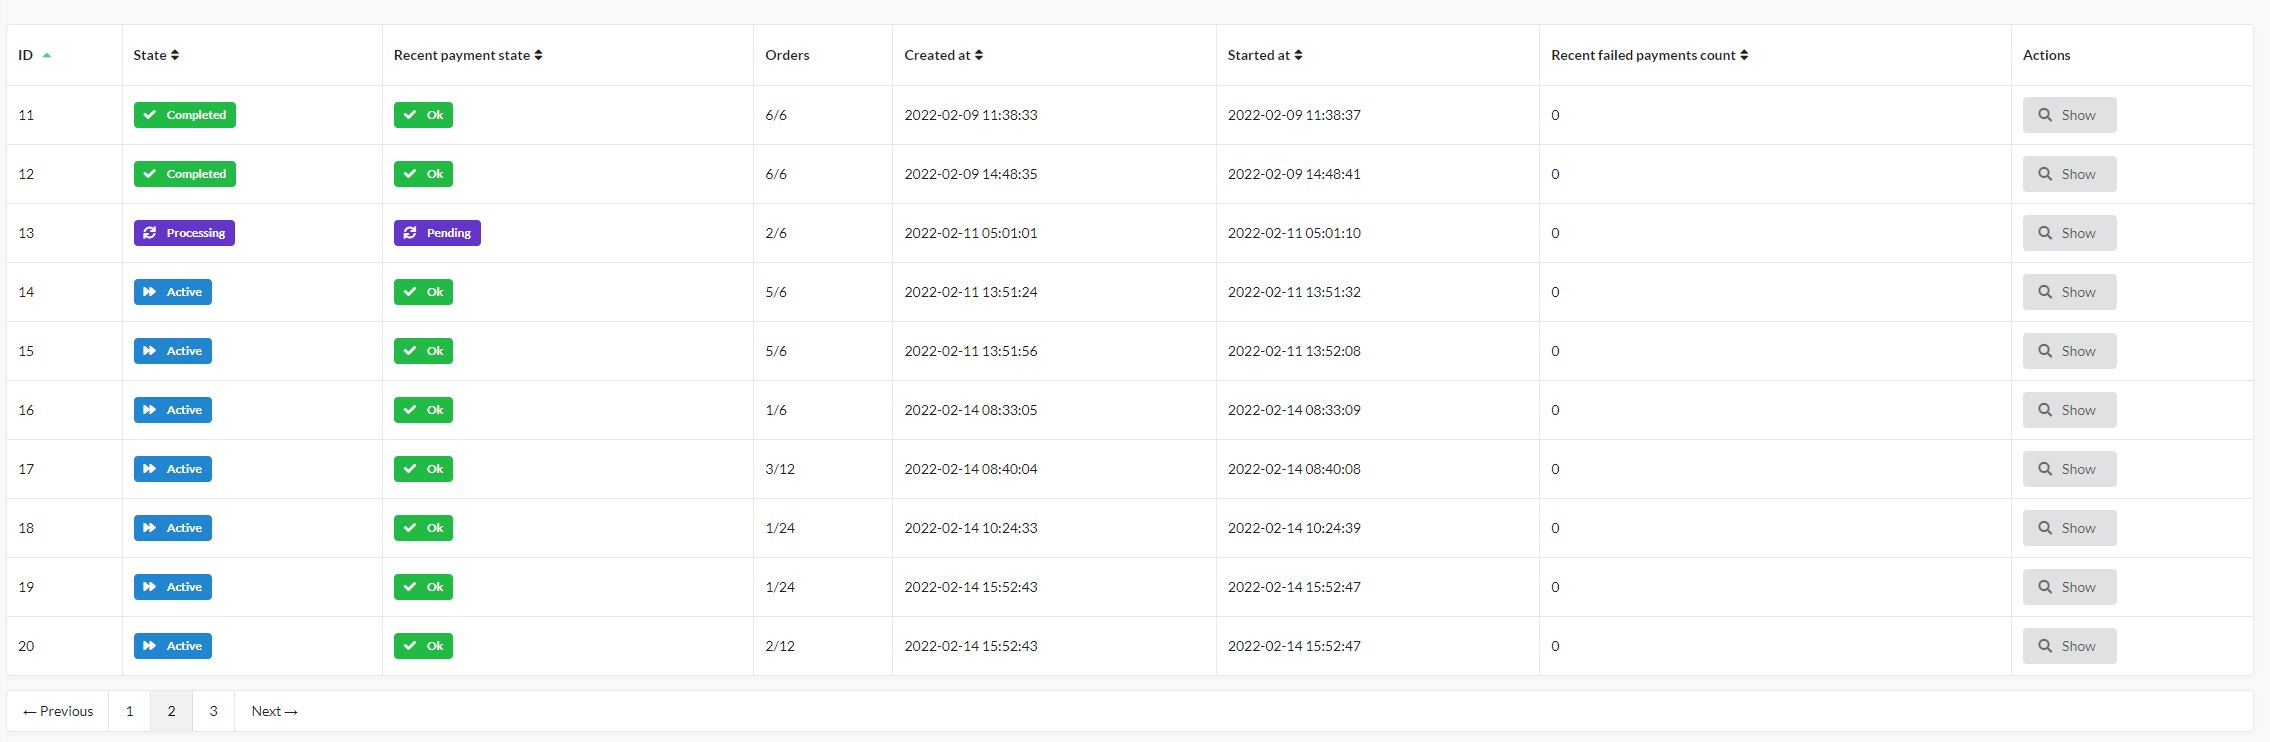 ID State Recent payment state Orders Created at Started at Recent failed payments count Actions
11 Completed Ok 6/6 2022-02-09 11:38:33 2022-02-09 11:38:37 0 Show
12 Completed Ok 6/6 2022-02-09 14:48:35 2022-02-09 14:48:41 0 Show
13 Processing Pending 2/6 2022-02-11 05:01:01 2022-02-11 05:01:10 0 Show
14 Active Ok 5/6 2022-02-11 13:51:24 2022-02-11 13:51:32 0 Show
15 Active Ok 5/6 2022-02-11 13:51:56 2022-02-11 13:52:08 0 Show
16 Active Ok 1/6 2022-02-14 08:33:05 2022-02-14 08:33:09 0 Show
17 Active Ok 3/12 2022-02-14 08:40:04 2022-02-14 08:40:08 0 Show
18 Active Ok 1/24 2022-02-14 10:24:33 2022-02-14 10:24:39 0 Show
19 Active Ok 1/24 2022-02-14 15:52:43 2022-02-14 15:52:47 0 Show
20 Active Ok 2/12 2022-02-14 15:52:43 2022-02-14 15:52:47 0 Show
← Previous 1 2 3 Next →